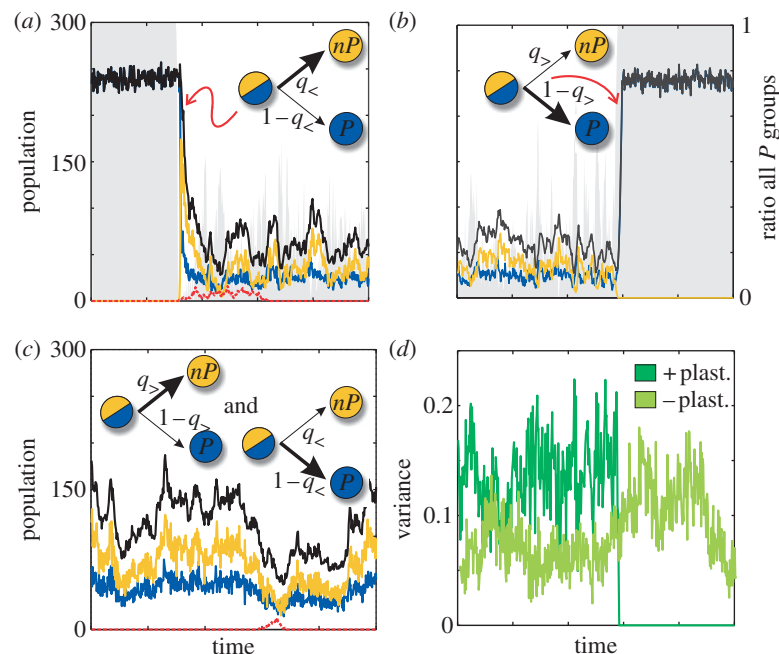 (a)
300
150
0
population
nP
q<
1–q<
P
(b)
q>
nP
1–q>
P
1
0
ratio all P groups
(c)
300
150
0
population
nP
q>
1–q>
P
and
nP
q<
1–q<
P
time
(d)
+ plast.
– plast..
0.2
0.1
0
variance
time